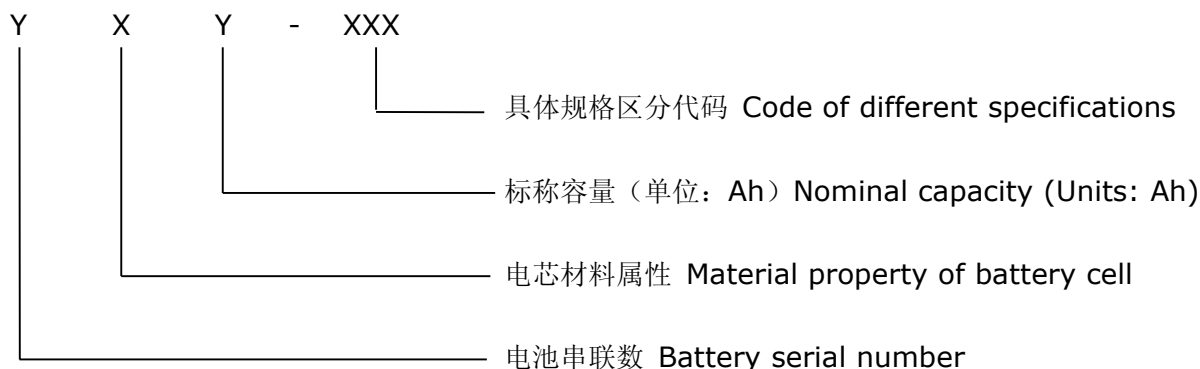 Y X Y - XXX
具体规格区分代码 Code of different specifications
标称容量（单位：Ah）Nominal capacity (Units: Ah)
电芯材料属性 Material property of battery cell
电池串联数 Battery serial number